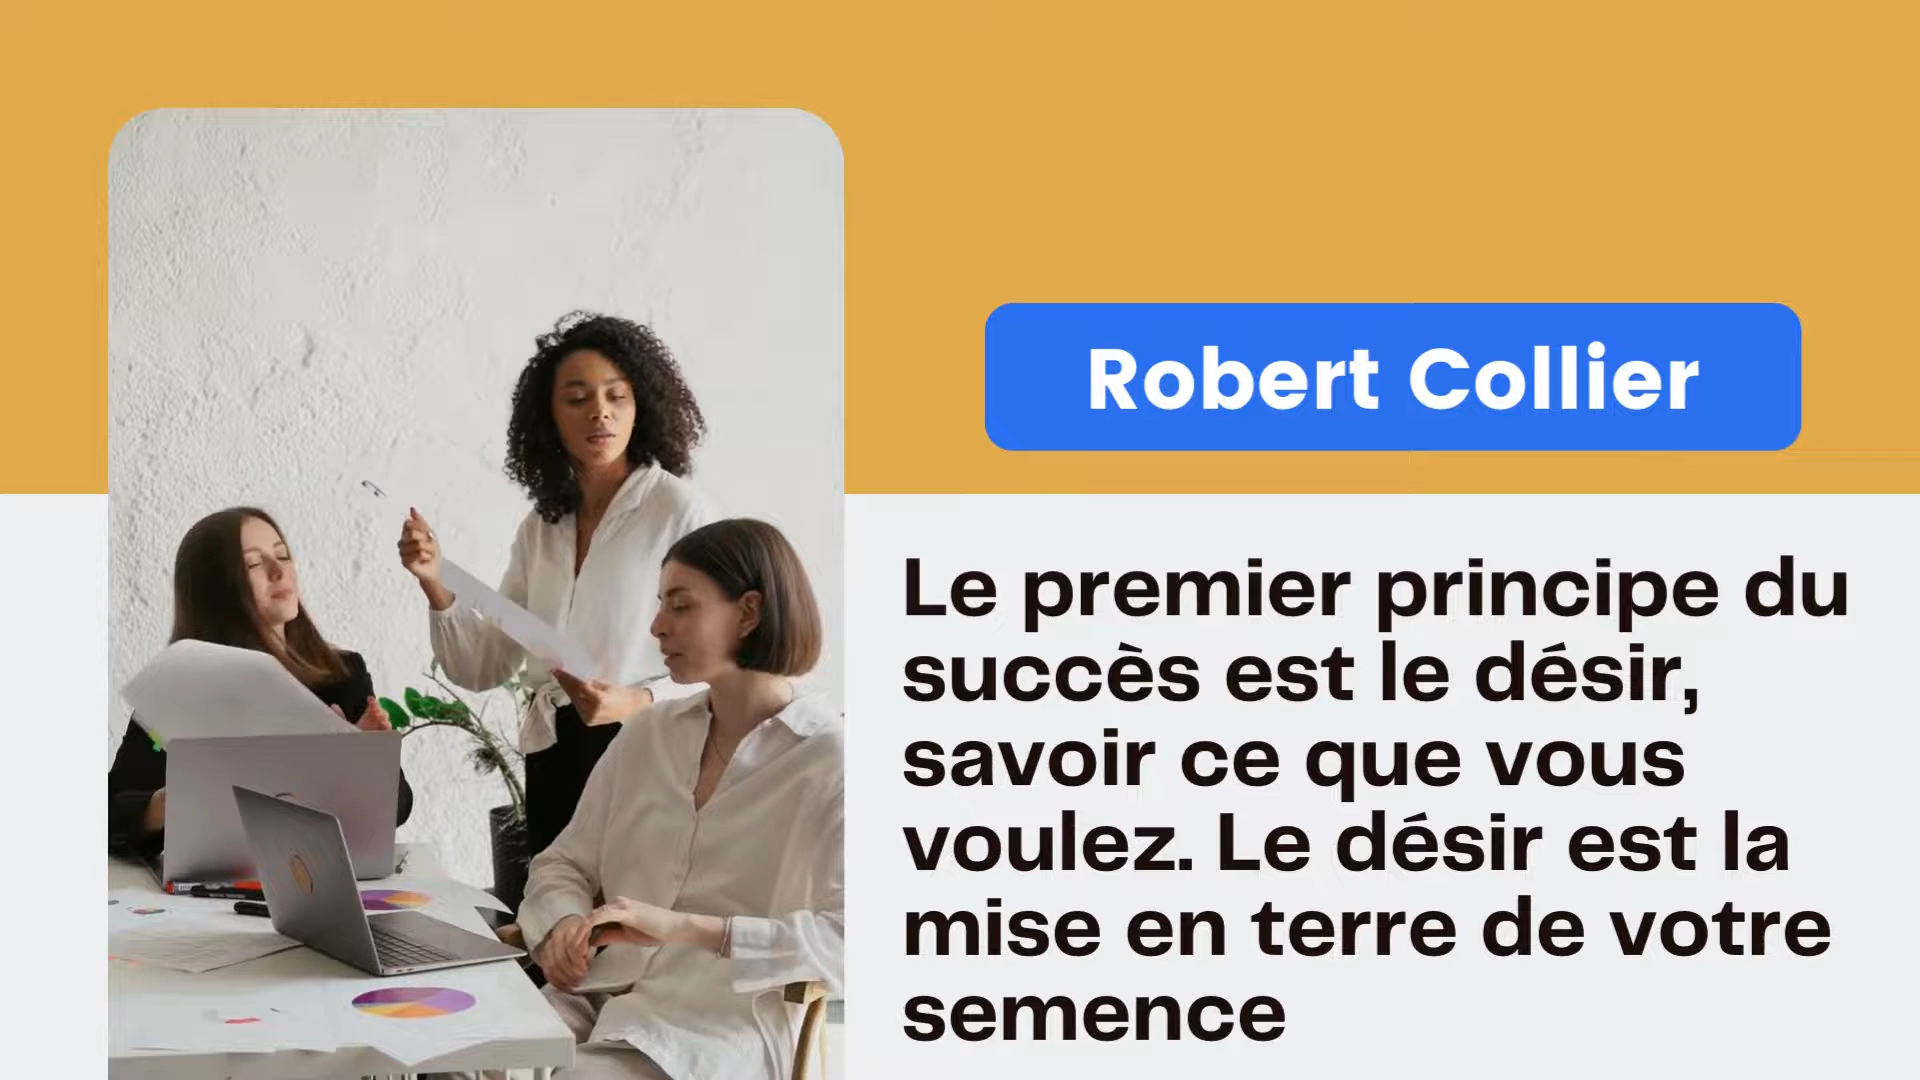 Robert Collier
Le premier principe du
succès est le désir,
savoir ce que vous
voulez. Le désir est la
mise en terre de votre
semence